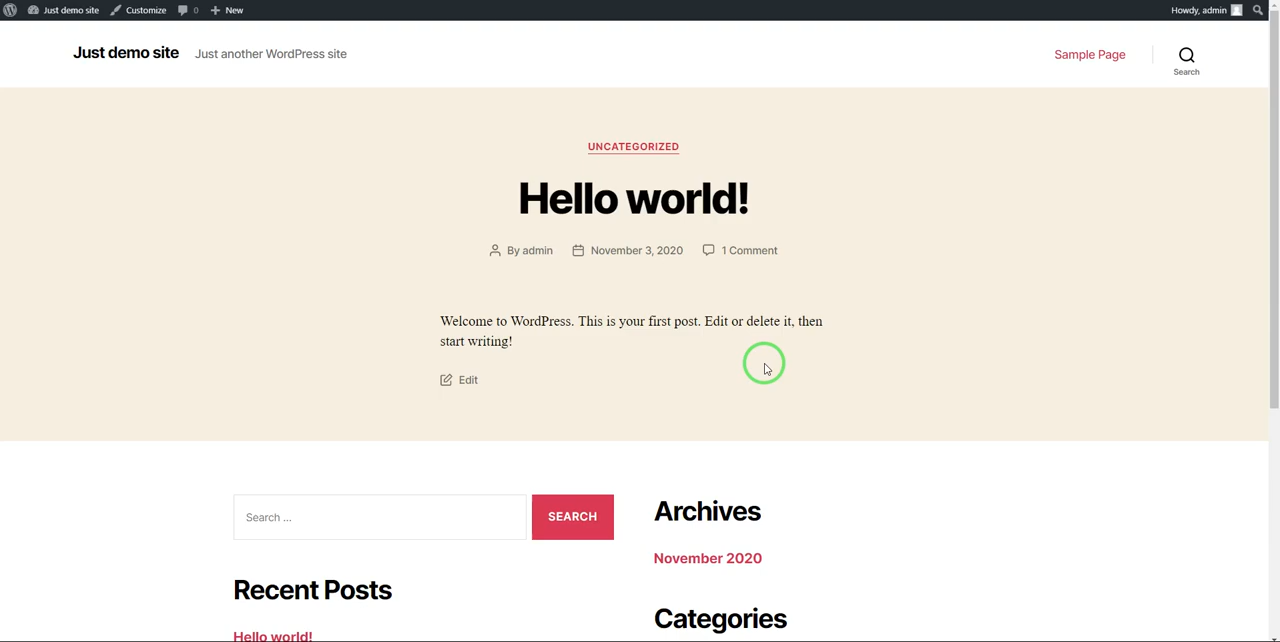 Just demo site Customize 0 New Howdy, admin
Just demo site Just another WordPress site Sample Page Search
UNCATEGORIZED
Hello world!
By admin November 3, 2020 1 Comment
Welcome to WordPress. This is your first post. Edit or delete it, then
start writing!
Edit
Search ... SEARCH
Recent Posts
Hello world!
Archives
November 2020
Categories